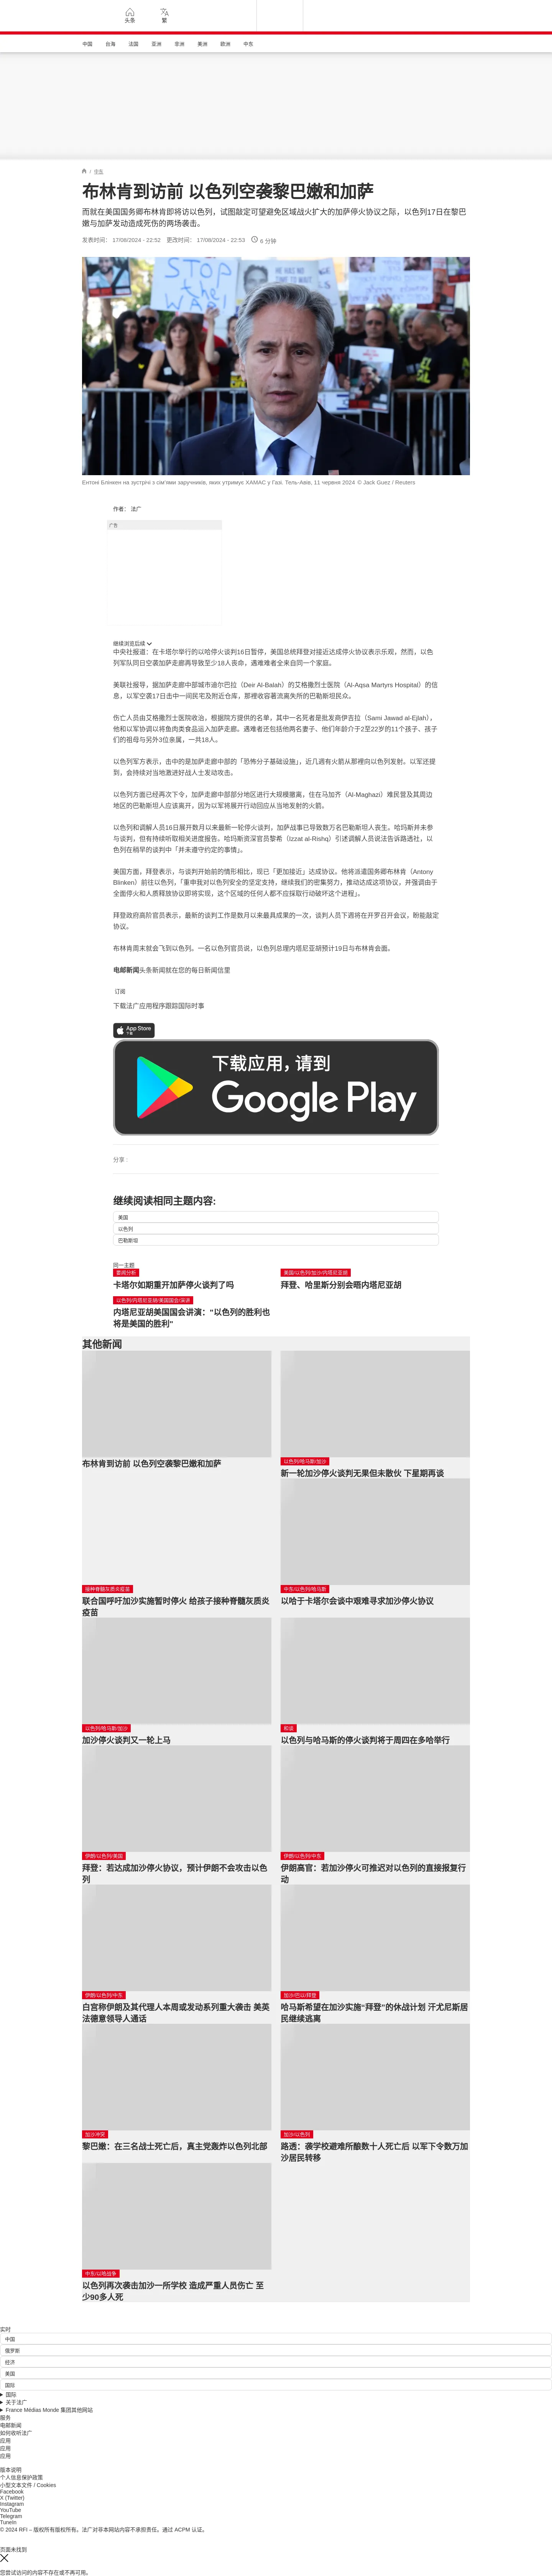 头条
繁
中国
台海
法国
亚洲
非洲
美洲
欧洲
中东
中东
布林肯到访前 以色列空袭黎巴嫩和加萨
而就在美国国务卿布林肯即将访以色列，试图敲定可望避免区域战火扩大的加萨停火协议之际，以色列17日在黎巴
嫩与加萨发动造成死伤的两场袭击。
发表时间： 17/08/2024 - 22:52
更改时间： 17/08/2024 - 22:53
6 分钟
Ентоні Блінкен на зустрічі з сім'ями заручників, яких утримує ХАМАС у Газі. Тель-Авів, 11 червня 2024 © Jack Guez / Reuters
作者： 法广
广告
继续浏览后续
中央社报道：在卡塔尔举行的以哈停火谈判16日暂停，美国总统拜登对接近达成停火协议表示乐观，然而，以色
列军队同日空袭加萨走廊再导致至少18人丧命，遇难难者全来自同一个家庭。
美联社报导，据加萨走廊中部城市迪尔巴拉（Deir Al-Balah）的艾格撒烈士医院（Al-Aqsa Martyrs Hospital）的信
息，以军空袭17日击中一间民宅及附近仓库，那裡收容著流离失所的巴勒斯坦民众。
伤亡人员由艾格撒烈士医院收治，根据院方提供的名单，其中一名死者是批发商伊吉拉（Sami Jawad al-Ejlah），
他和以军协调以将鱼肉类食品运入加萨走廊。遇难者还包括他两名妻子、他们年龄介于2至22岁的11个孩子、孩子
们的祖母与另外3位亲属，一共18人。
以色列军方表示，击中的是加萨走廊中部的「恐怖分子基础设施」，近几週有火箭从那裡向以色列发射。以军还提
到，会持续对当地激进好战人士发动攻击。
以色列方面已经再次下令，加萨走廊中部部分地区进行大规模撤离，住在马加齐（Al-Maghazi）难民营及其周边
地区的巴勒斯坦人应该离开，因为以军将展开行动回应从当地发射的火箭。
以色列和调解人员16日展开数月以来最新一轮停火谈判，加萨战事已导致数万名巴勒斯坦人丧生。哈玛斯并未参
与谈判，但有持续听取相关进度报告。哈玛斯资深官员黎希（Izzat al-Rishq）引述调解人员说法告诉路透社，以
色列在稍早的谈判中「并未遵守约定的事情」。
美国方面，拜登表示，与谈判开始前的情形相比，现已「更加接近」达成协议。他将派遣国务卿布林肯（Antony
Blinken）前往以色列，「重申我对以色列安全的坚定支持，继续我们的密集努力，推动达成这项协议，并强调由于
全面停火和人质释放协议即将实现，这个区域的任何人都不应採取行动破坏这个进程」。
拜登政府高阶官员表示，最新的谈判工作是数月以来最具成果的一次，谈判人员下週将在开罗召开会议，盼能敲定
协议。
布林肯周末就会飞到以色列。一名以色列官员说，以色列总理内塔尼亚胡预计19日与布林肯会面。
电邮新闻头条新闻就在您的每日新闻信里
订阅
下载法广应用程序跟踪国际时事
App Store
下载
下载应用，请到
Google Play
分享 :
继续阅读相同主题内容:
美国
以色列
巴勒斯坦
同一主题
要闻分析
卡塔尔如期重开加萨停火谈判了吗
美国/以色列/加沙/内塔尼亚胡
拜登、哈里斯分别会晤内塔尼亚胡
以色列/内塔尼亚胡/美国国会/演讲
内塔尼亚胡美国国会讲演："以色列的胜利也
将是美国的胜利"
其他新闻
布林肯到访前 以色列空袭黎巴嫩和加萨
以色列/哈马斯/加沙
新一轮加沙停火谈判无果但未散伙 下星期再谈
接种脊髓灰质炎疫苗
联合国呼吁加沙实施暂时停火 给孩子接种脊髓灰质炎
疫苗
中东/以色列/哈马斯
以哈于卡塔尔会谈中艰难寻求加沙停火协议
以色列/哈马斯/加沙
加沙停火谈判又一轮上马
和谈
以色列与哈马斯的停火谈判将于周四在多哈举行
伊朗/以色列/美国
拜登：若达成加沙停火协议，预计伊朗不会攻击以色
列
伊朗/以色列/中东
伊朗高官：若加沙停火可推迟对以色列的直接报复行
动
伊朗/以色列/中东
白宫称伊朗及其代理人本周或发动系列重大袭击 美英
法德意领导人通话
加沙/巴以/拜登
哈马斯希望在加沙实施“拜登”的休战计划 汗尤尼斯居
民继续逃离
加沙冲突
黎巴嫩：在三名战士死亡后，真主党轰炸以色列北部
加沙/以色列
路透：袭学校避难所酿数十人死亡后 以军下令数万加
沙居民转移
中东/以哈战争
以色列再次袭击加沙一所学校 造成严重人员伤亡 至
少90多人死
实时
中国
俄罗斯
经济
美国
国际
国际
关于法广
France Médias Monde 集团其他网站
服务
电邮新闻
如何收听法广
应用
应用
应用
版本说明
个人信息保护政策
小型文本文件 / Cookies
Facebook
X (Twitter)
Instagram
YouTube
Telegram
TuneIn
© 2024 RFI – 版权所有版权所有。法广对非本网站内容不承担责任。通过 ACPM 认证。
页面未找到
您尝试访问的内容不存在或不再可用。